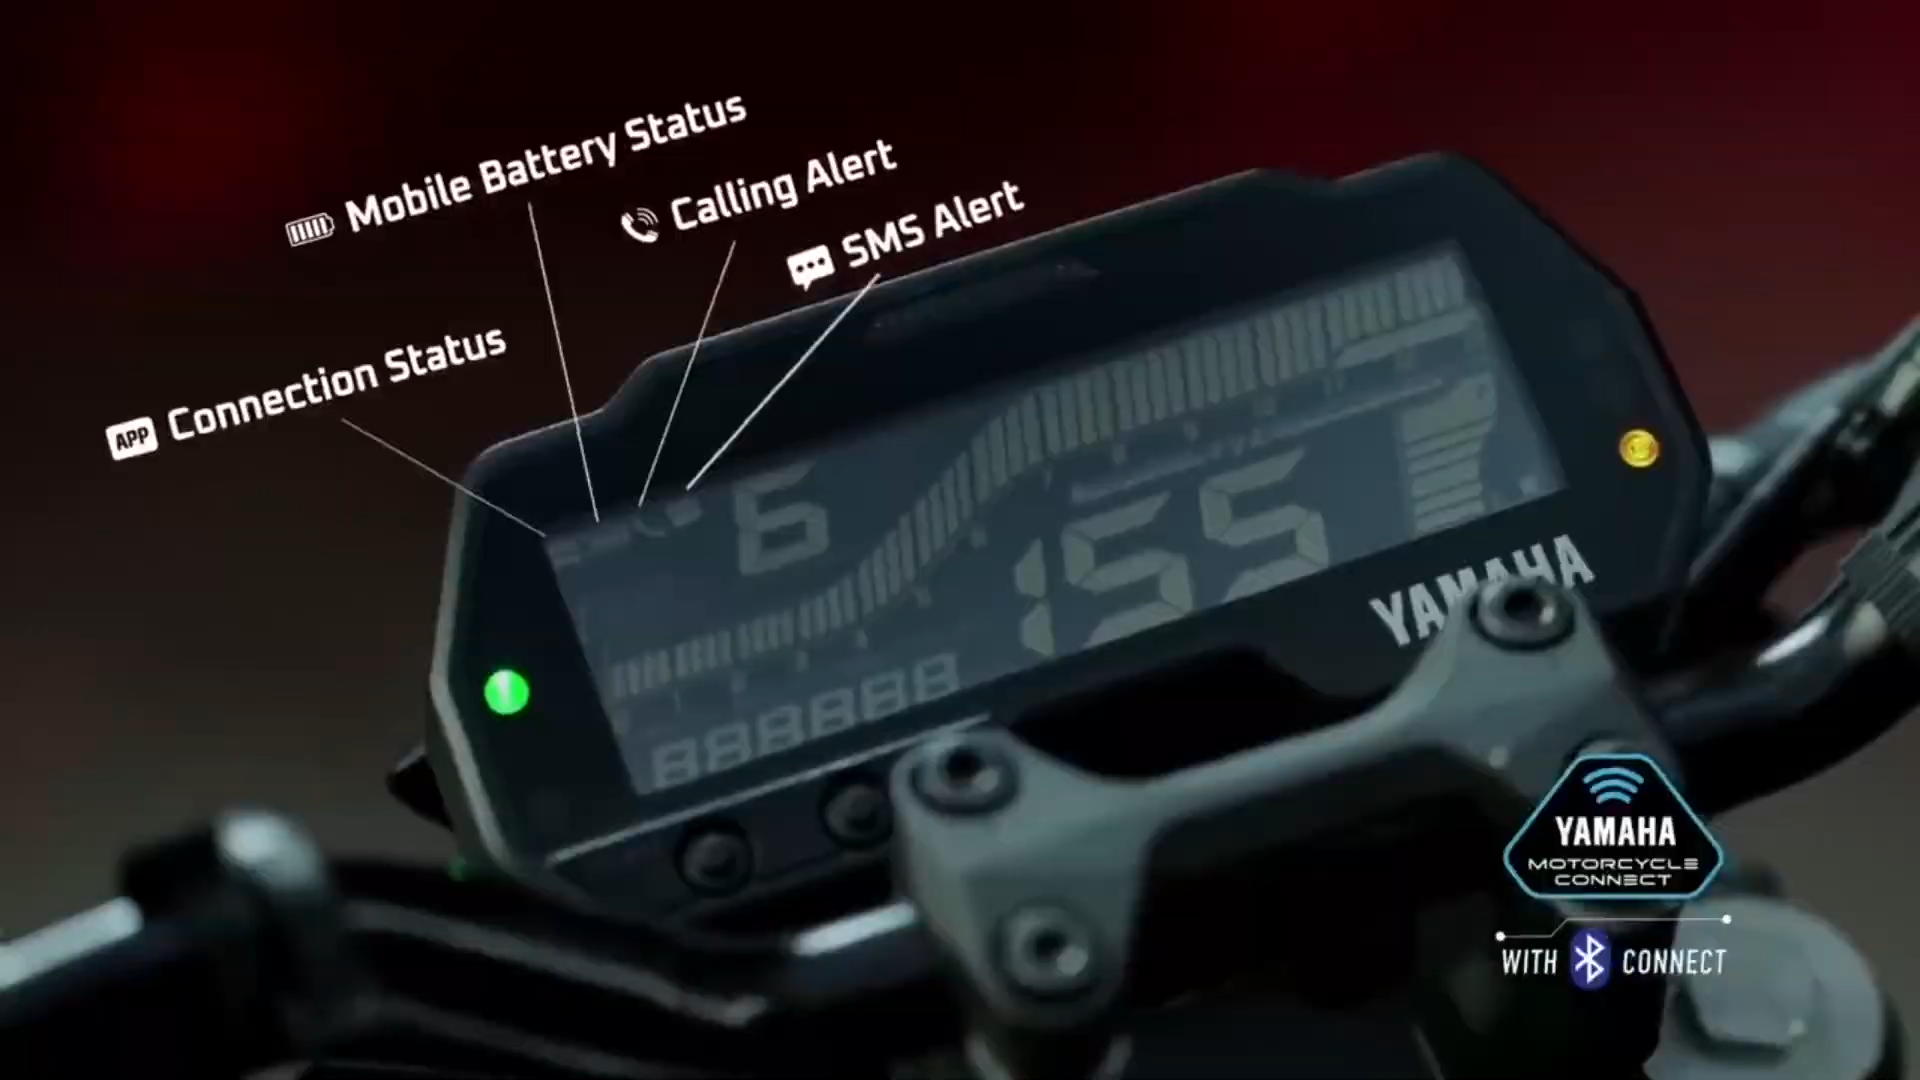 Mobile Battery Status
Calling Alert
SMS Alert
APP Connection Status
6
155
888888
YAMAHA
YAMAHA
MOTORCYCLE
CONNECT
WITH CONNECT